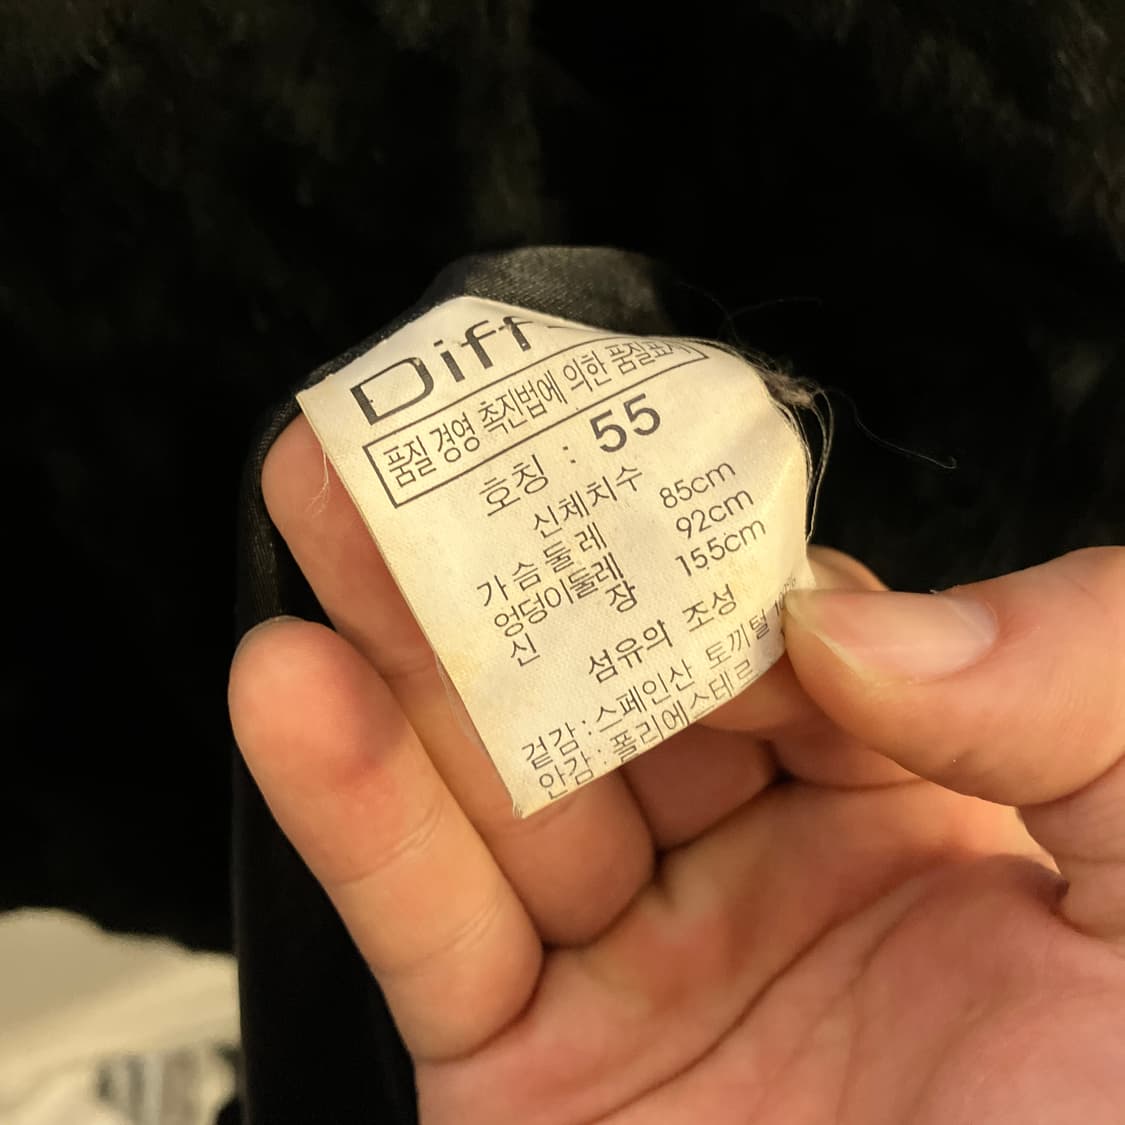 Diff
품질 경영 촉진법에 의한 품질표시
호칭 : 55
신체치수
가슴둘레 85cm
엉덩이둘레 92cm
신장 155cm
섬유의 조성
겉감 : 스페인산 토끼털
안감 : 폴리에스테르